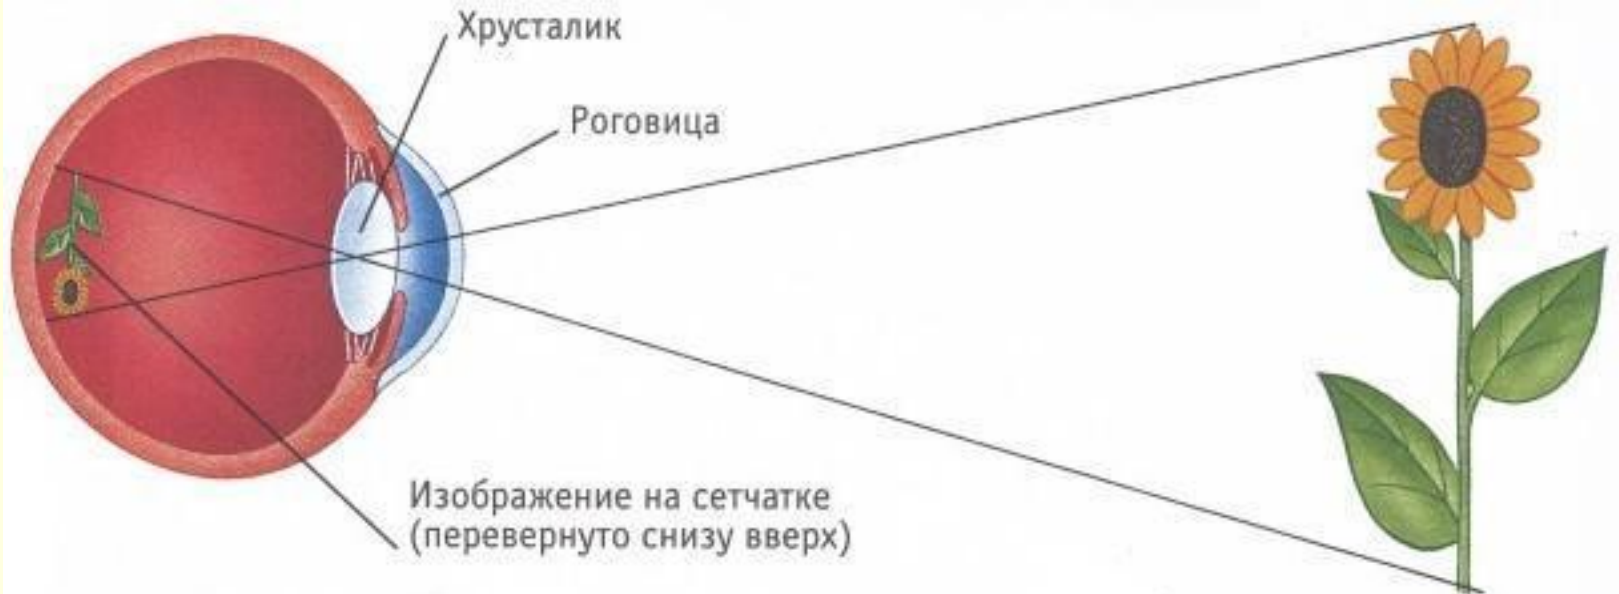 Хрусталик
Роговица
Изображение на сетчатке
(перевернуто снизу вверх)